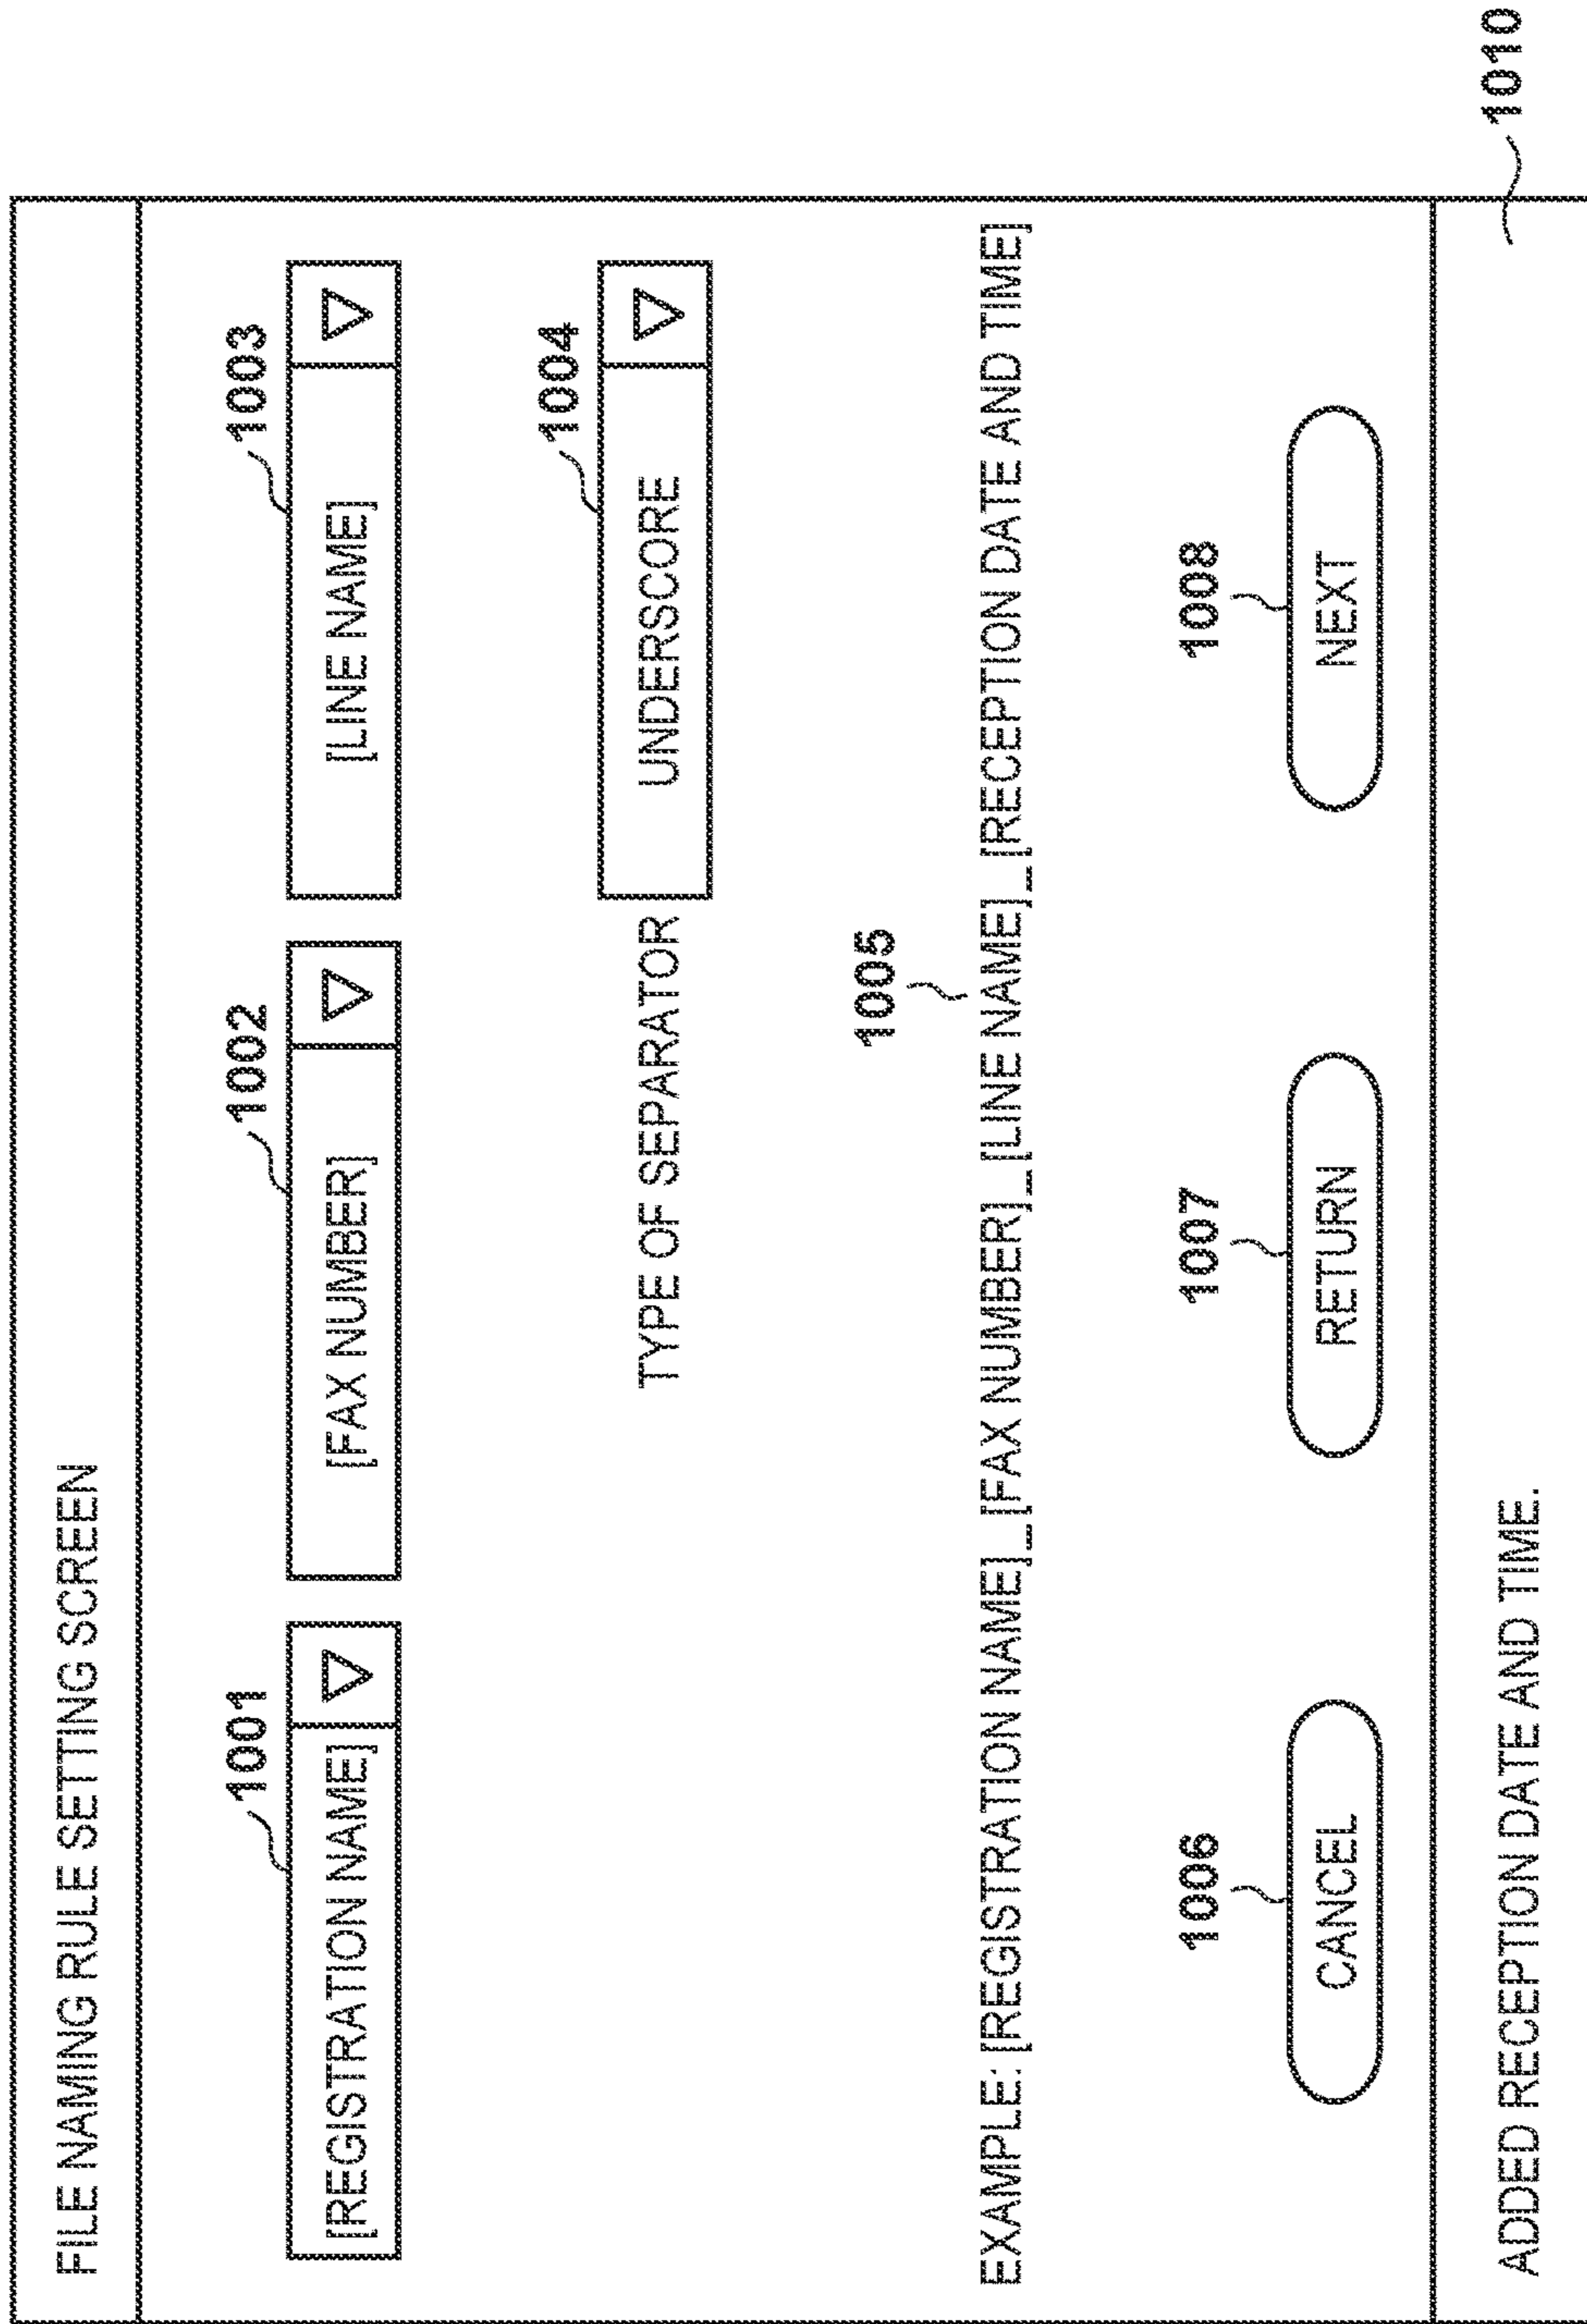 FILE NAMING RULE SETTING SCREEN
1001 1002 1003
[REGISTRATION NAME] [FAX NUMBER] [LINE NAME]
1004
TYPE OF SEPARATOR UNDERSCORE
1005
EXAMPLE: [REGISTRATION NAME]_[FAX NUMBER]_[LINE NAME]_[RECEPTION DATE AND TIME]
1006 1007 1008
CANCEL RETURN NEXT
1010
ADDED RECEPTION DATE AND TIME.